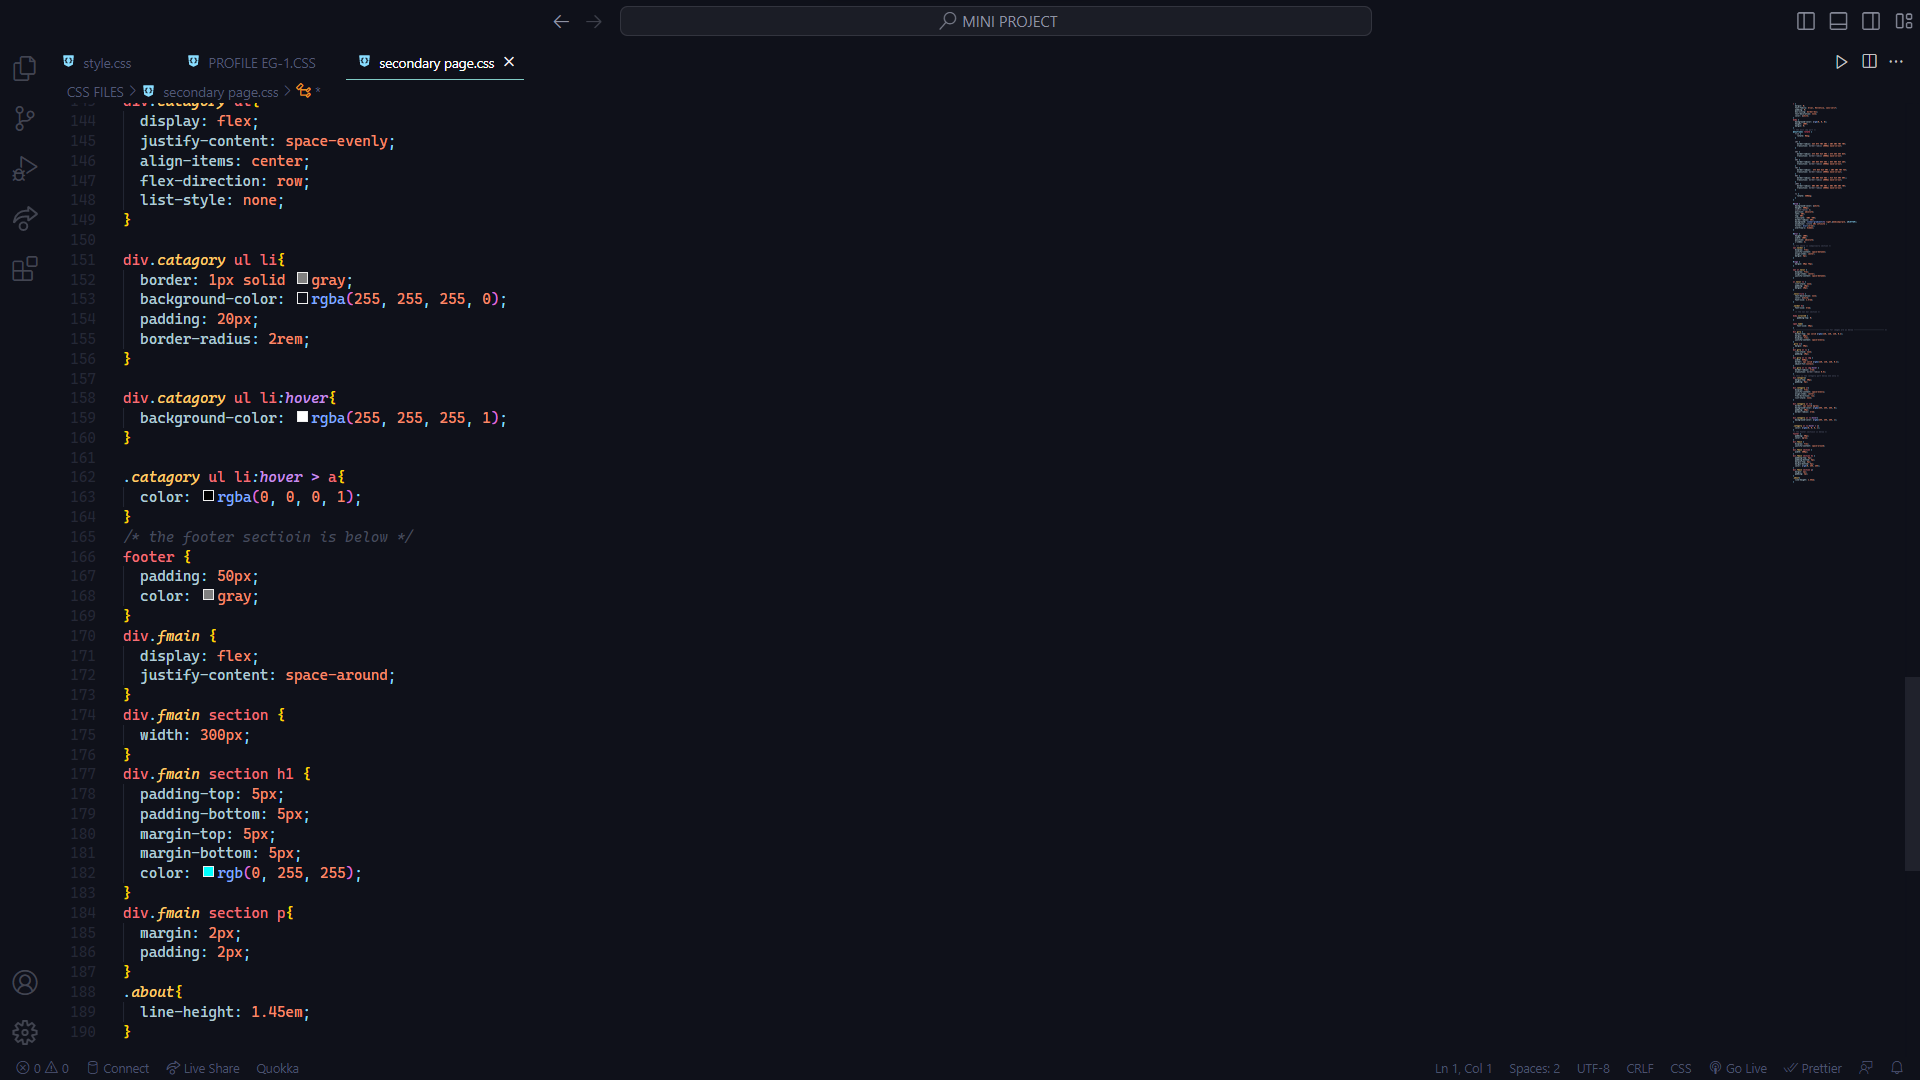 MINI PROJECT
style.css PROFILE EG-1.CSS secondary page.css
CSS FILES > secondary page.css > *
143 div.catagory ul{
144 display: flex;
145 justify-content: space-evenly;
146 align-items: center;
147 flex-direction: row;
148 list-style: none;
149 }
150
151 div.catagory ul li{
152 border: 1px solid gray;
153 background-color: rgba(255, 255, 255, 0);
154 padding: 20px;
155 border-radius: 2rem;
156 }
157
158 div.catagory ul li:hover{
159 background-color: rgba(255, 255, 255, 1);
160 }
161
162 .catagory ul li:hover > a{
163 color: rgba(0, 0, 0, 1);
164 }
165 /* the footer sectioin is below */
166 footer {
167 padding: 50px;
168 color: gray;
169 }
170 div.fmain {
171 display: flex;
172 justify-content: space-around;
173 }
174 div.fmain section {
175 width: 300px;
176 }
177 div.fmain section h1 {
178 padding-top: 5px;
179 padding-bottom: 5px;
180 margin-top: 5px;
181 margin-bottom: 5px;
182 color: rgb(0, 255, 255);
183 }
184 div.fmain section p{
185 margin: 2px;
186 padding: 2px;
187 }
188 .about{
189 line-height: 1.45em;
190 }
0 0 Connect Live Share Quokka Ln 1, Col 1 Spaces: 2 UTF-8 CRLF CSS Go Live Prettier